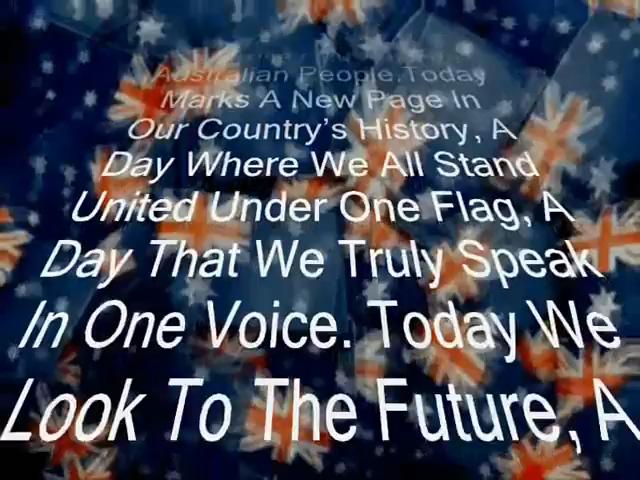 Australian People.Today
Marks A New Page In
Our Country's History, A
Day Where We All Stand
United Under One Flag, A
Day That We Truly Speak
In One Voice. Today We
Look To The Future, A